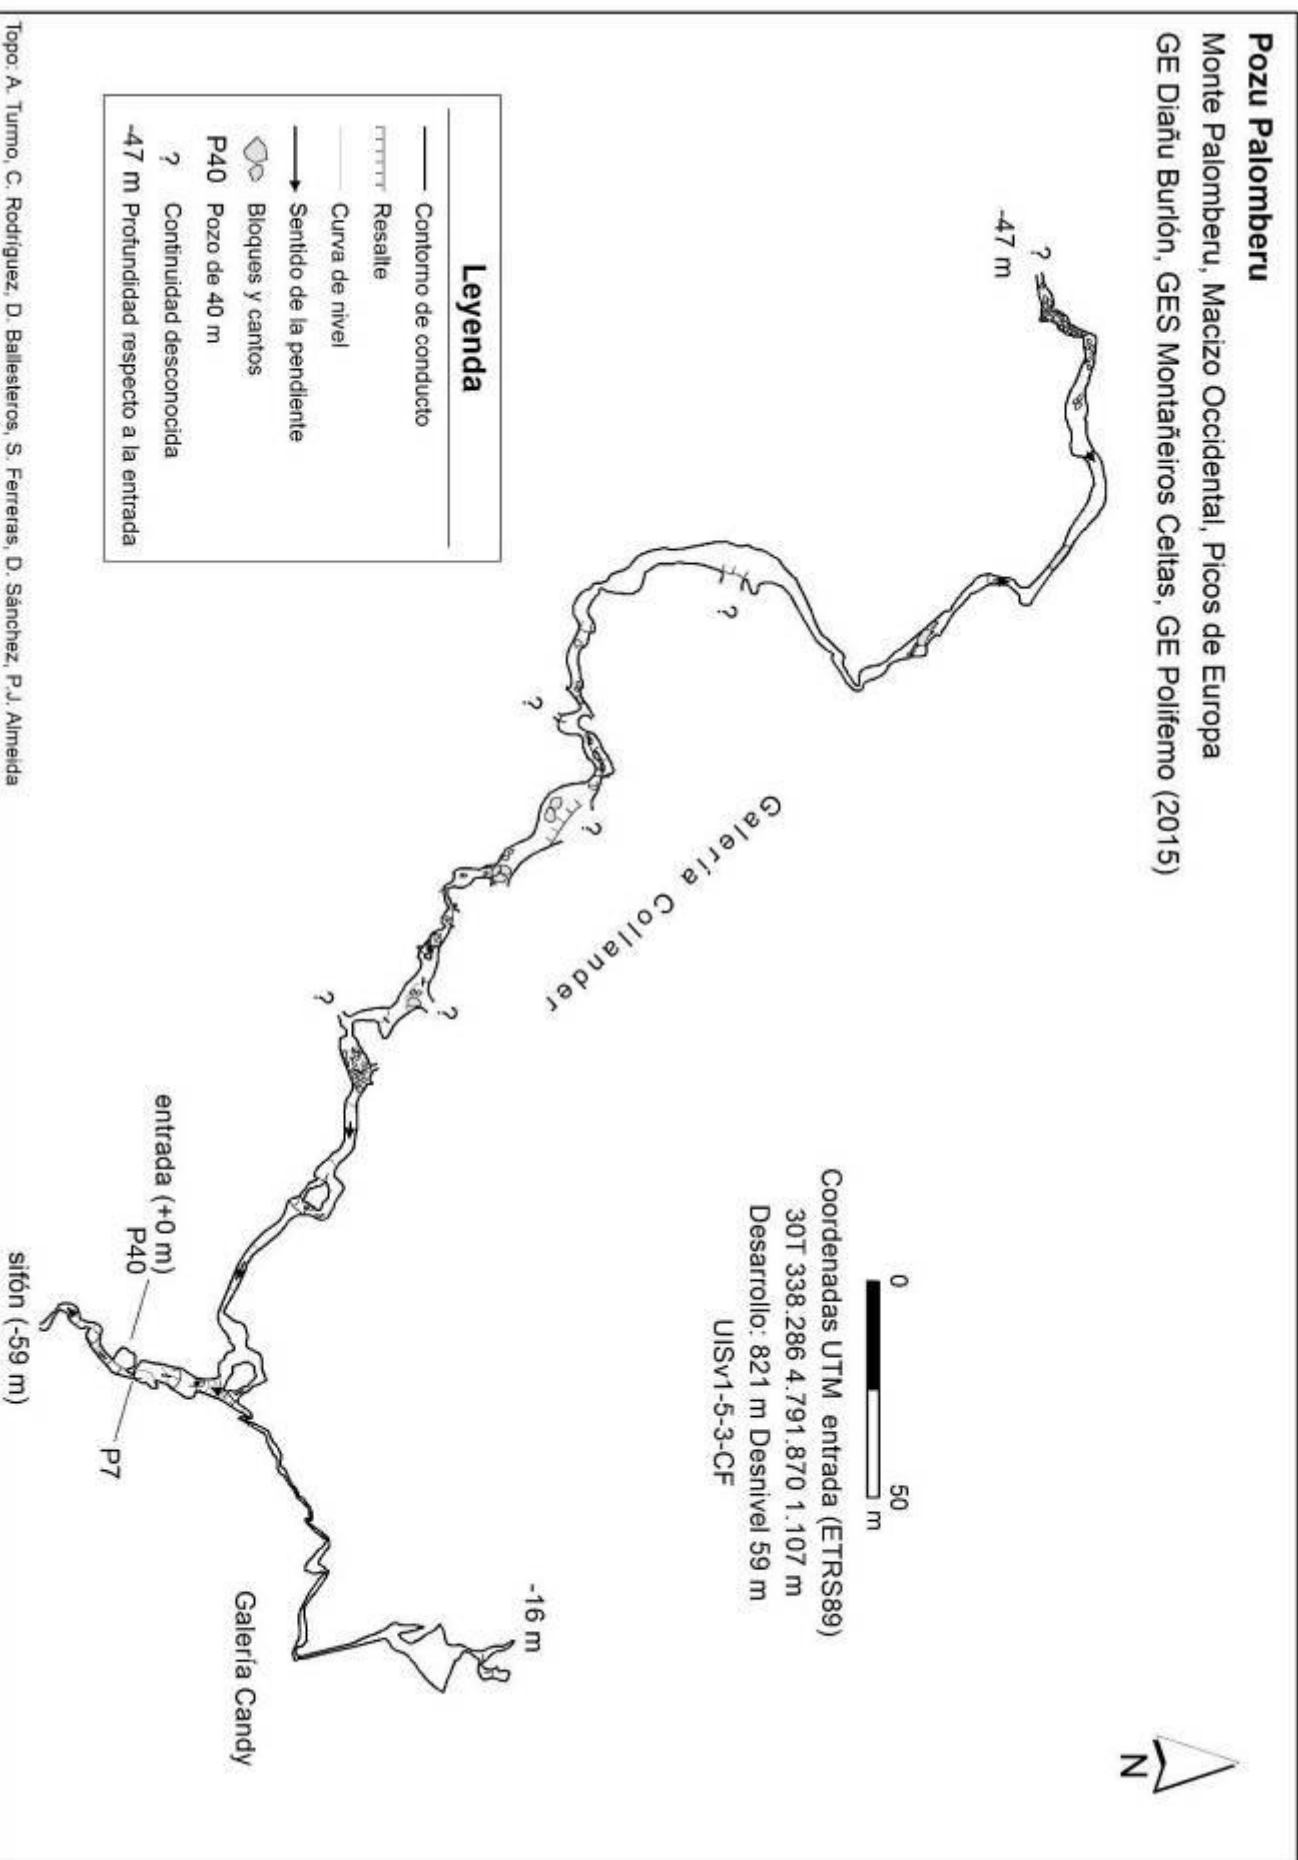 Pozu Palomberu
Monte Palomberu, Macizo Occidental, Picos de Europa
GE Diañu Burlón, GES Montañeiros Celtas, GE Polifemo (2015)
N
?
-47 m
0 50 m
Coordenadas UTM entrada (ETRS89)
30T 338.286 4.791.870 1.107 m
Desarrollo: 821 m Desnivel 59 m
UISv1-5-3-CF
?
?
?
Galería Collander
?
?
-16 m
Galería Candy
entrada (+0 m)
P40
P7
sifón (-59 m)
Leyenda
Contorno de conducto
Resalte
Curva de nivel
Sentido de la pendiente
Bloques y cantos
P40 Pozo de 40 m
? Continuidad desconocida
-47 m Profundidad respecto a la entrada
Topo: A. Turmo, C. Rodríguez, D. Ballesteros, S. Ferreras, D. Sánchez, P.J. Almeida